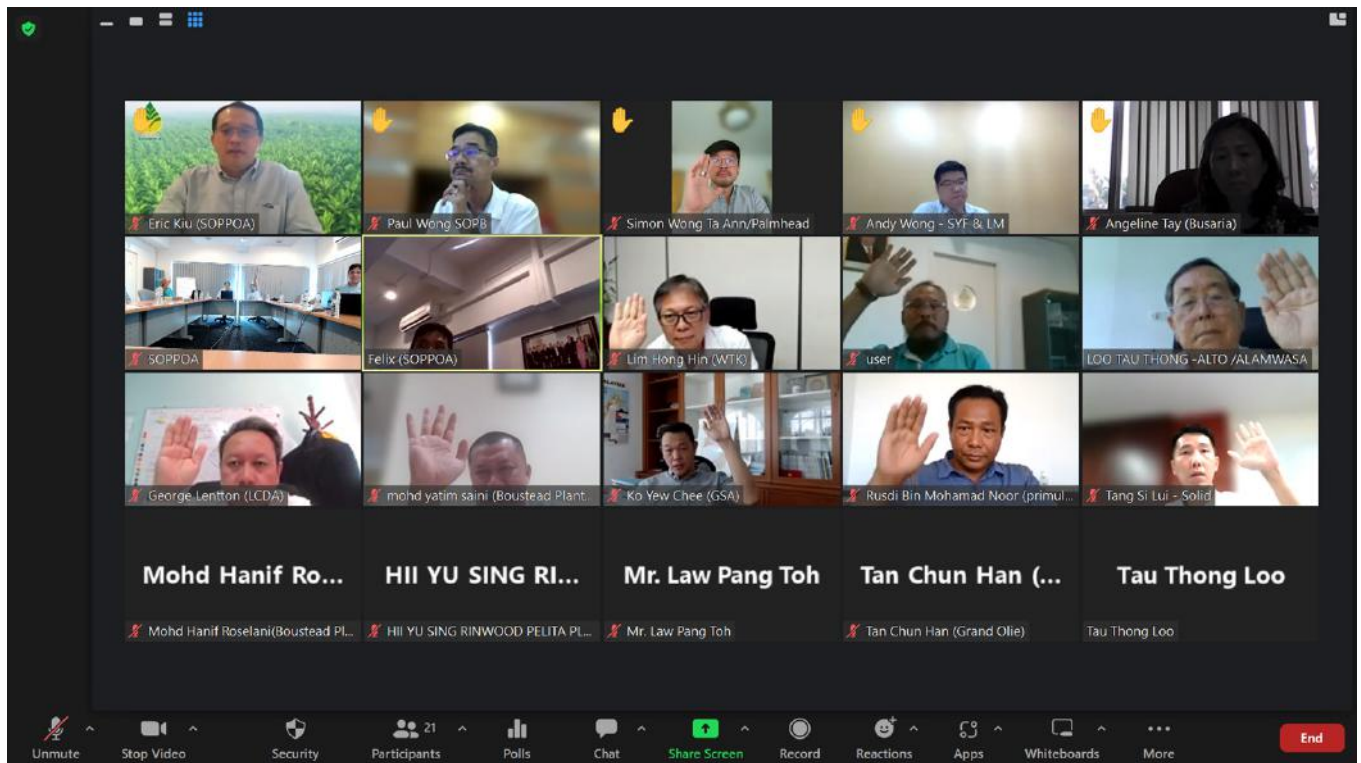 Eric Kiu (SOPPOA)
Paul Wong SOPB
Simon Wong Ta Ann/Palmhead
Andy Wong - SYF & LM
Angeline Tay (Busaria)
SOPPOA
Felix (SOPPOA)
Lim Hong Hin (WTK)
user
LOO TAU THONG -ALTO /ALAMWASA
George Lentton (LCDA)
mohd yatim saini (Boustead Plant...
Ko Yew Chee (GSA)
Rusdi Bin Mohamad Noor (primul...
Tang Si Lui - Solid
Mohd Hanif Ro...
HII YU SING RI...
Mr. Law Pang Toh
Tan Chun Han (...
Tau Thong Loo
Mohd Hanif Roselani(Boustead Pl...
HII YU SING RINWOOD PELITA PL...
Mr. Law Pang Toh
Tan Chun Han (Grand Olie)
Tau Thong Loo
21
Unmute
Stop Video
Security
Participants
Polls
Chat
Share Screen
Record
Reactions
Apps
Whiteboards
More
End